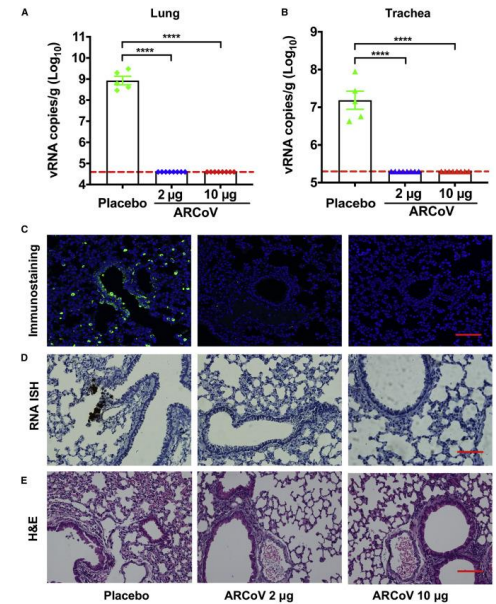 A
Lung
B
Trachea
vRNA copies/g (Log10)
11
10
9
8
7
6
5
4
****
****
Placebo
2 µg
10 µg
ARCoV
vRNA copies/g (Log10)
8
7
6
5
****
****
Placebo
2 µg
10 µg
ARCoV
C
Immunostaining
D
RNA ISH
E
H&E
Placebo
ARCoV 2 µg
ARCoV 10 µg